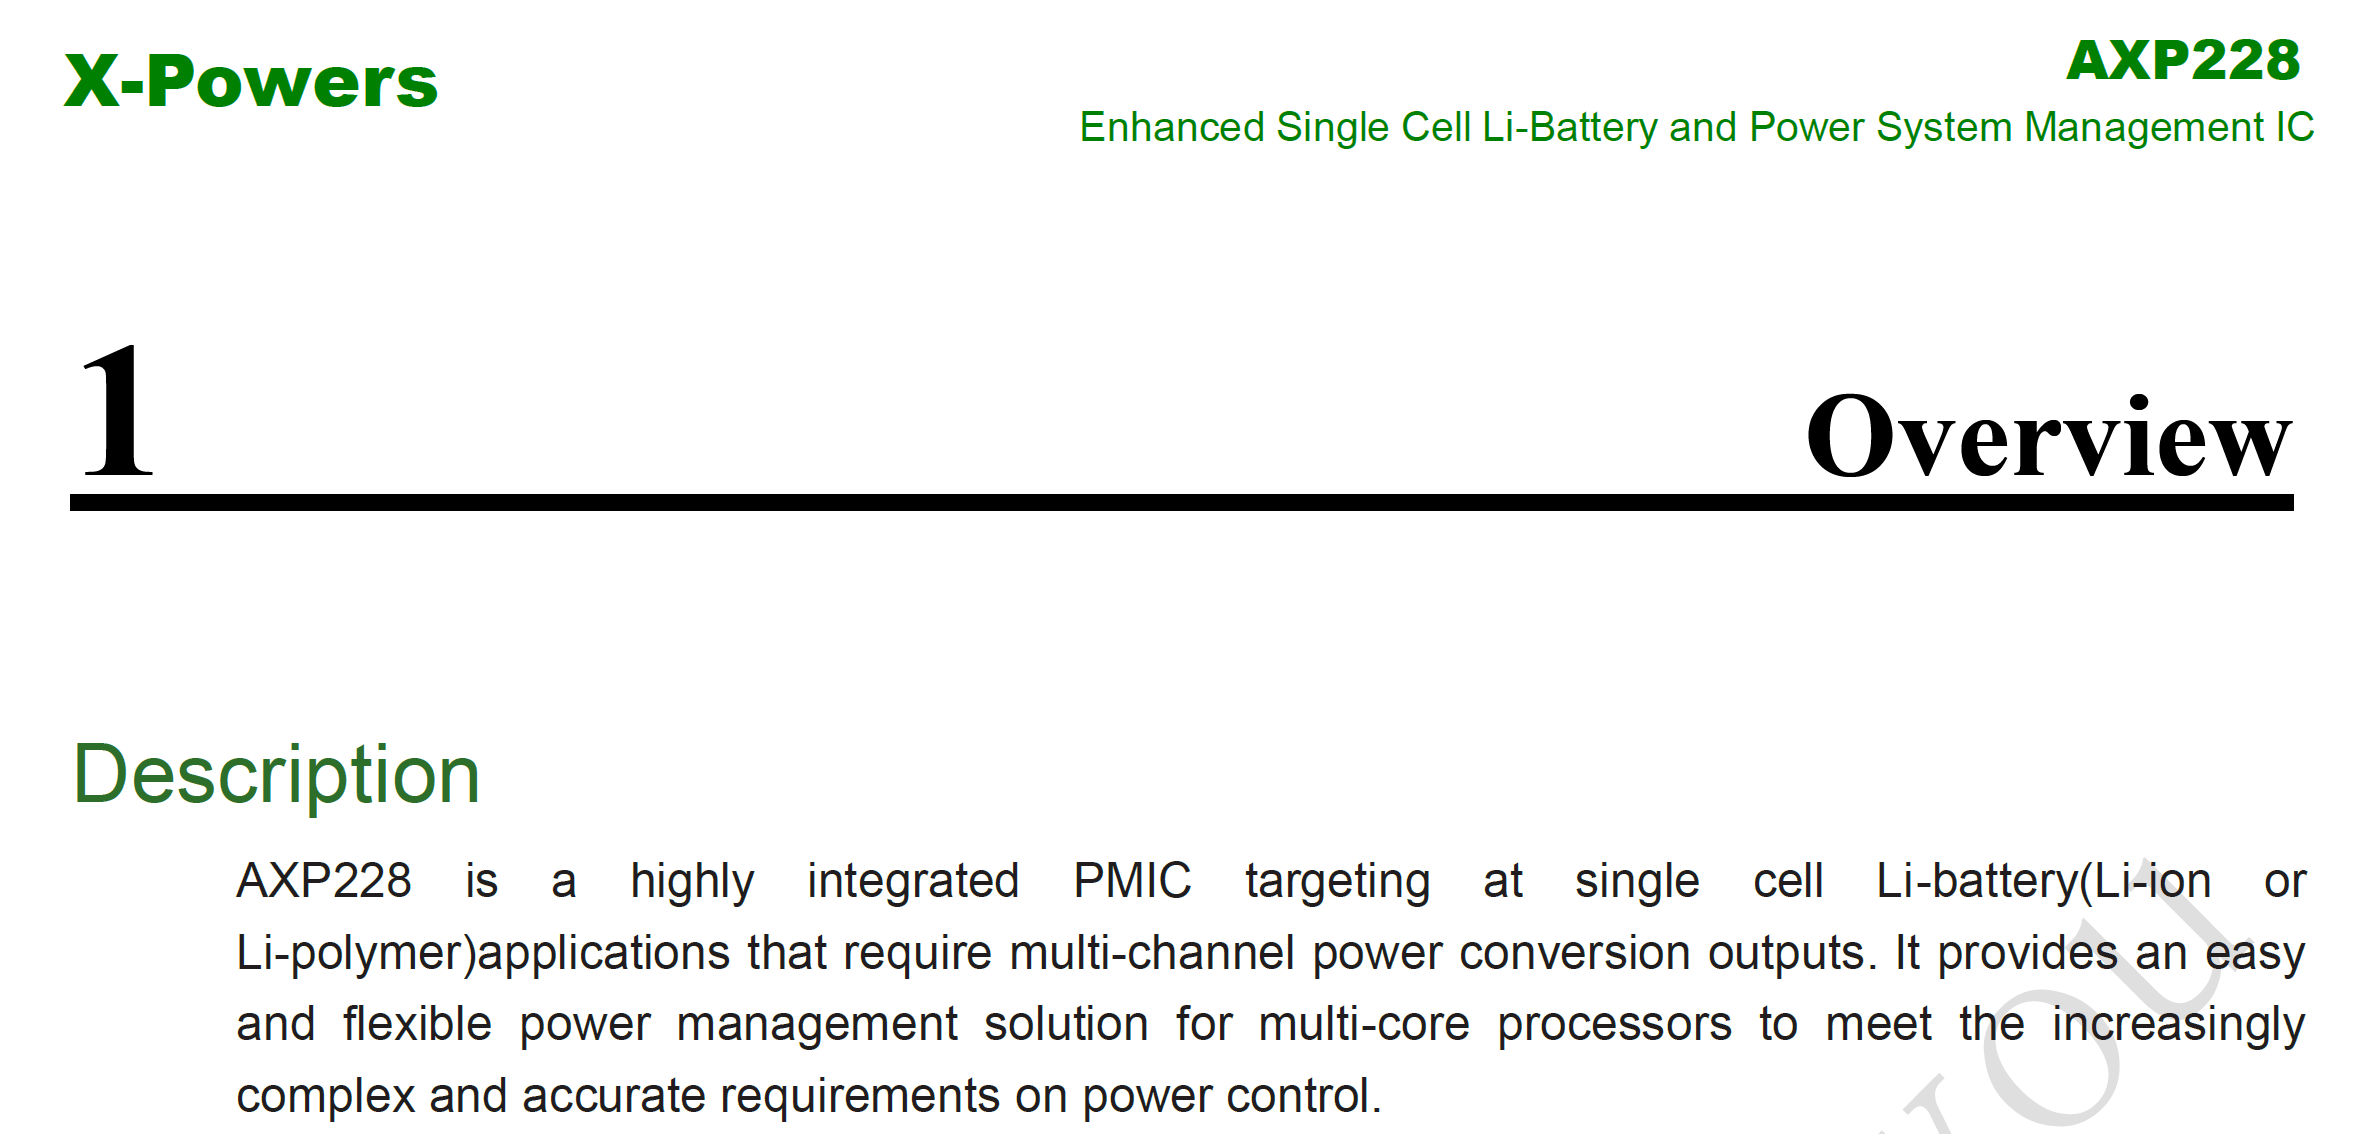 X-Powers
AXP228
Enhanced Single Cell Li-Battery and Power System Management IC
1 Overview
Description
AXP228 is a highly integrated PMIC targeting at single cell Li-battery(Li-ion or
Li-polymer)applications that require multi-channel power conversion outputs. It provides an easy
and flexible power management solution for multi-core processors to meet the increasingly
complex and accurate requirements on power control.